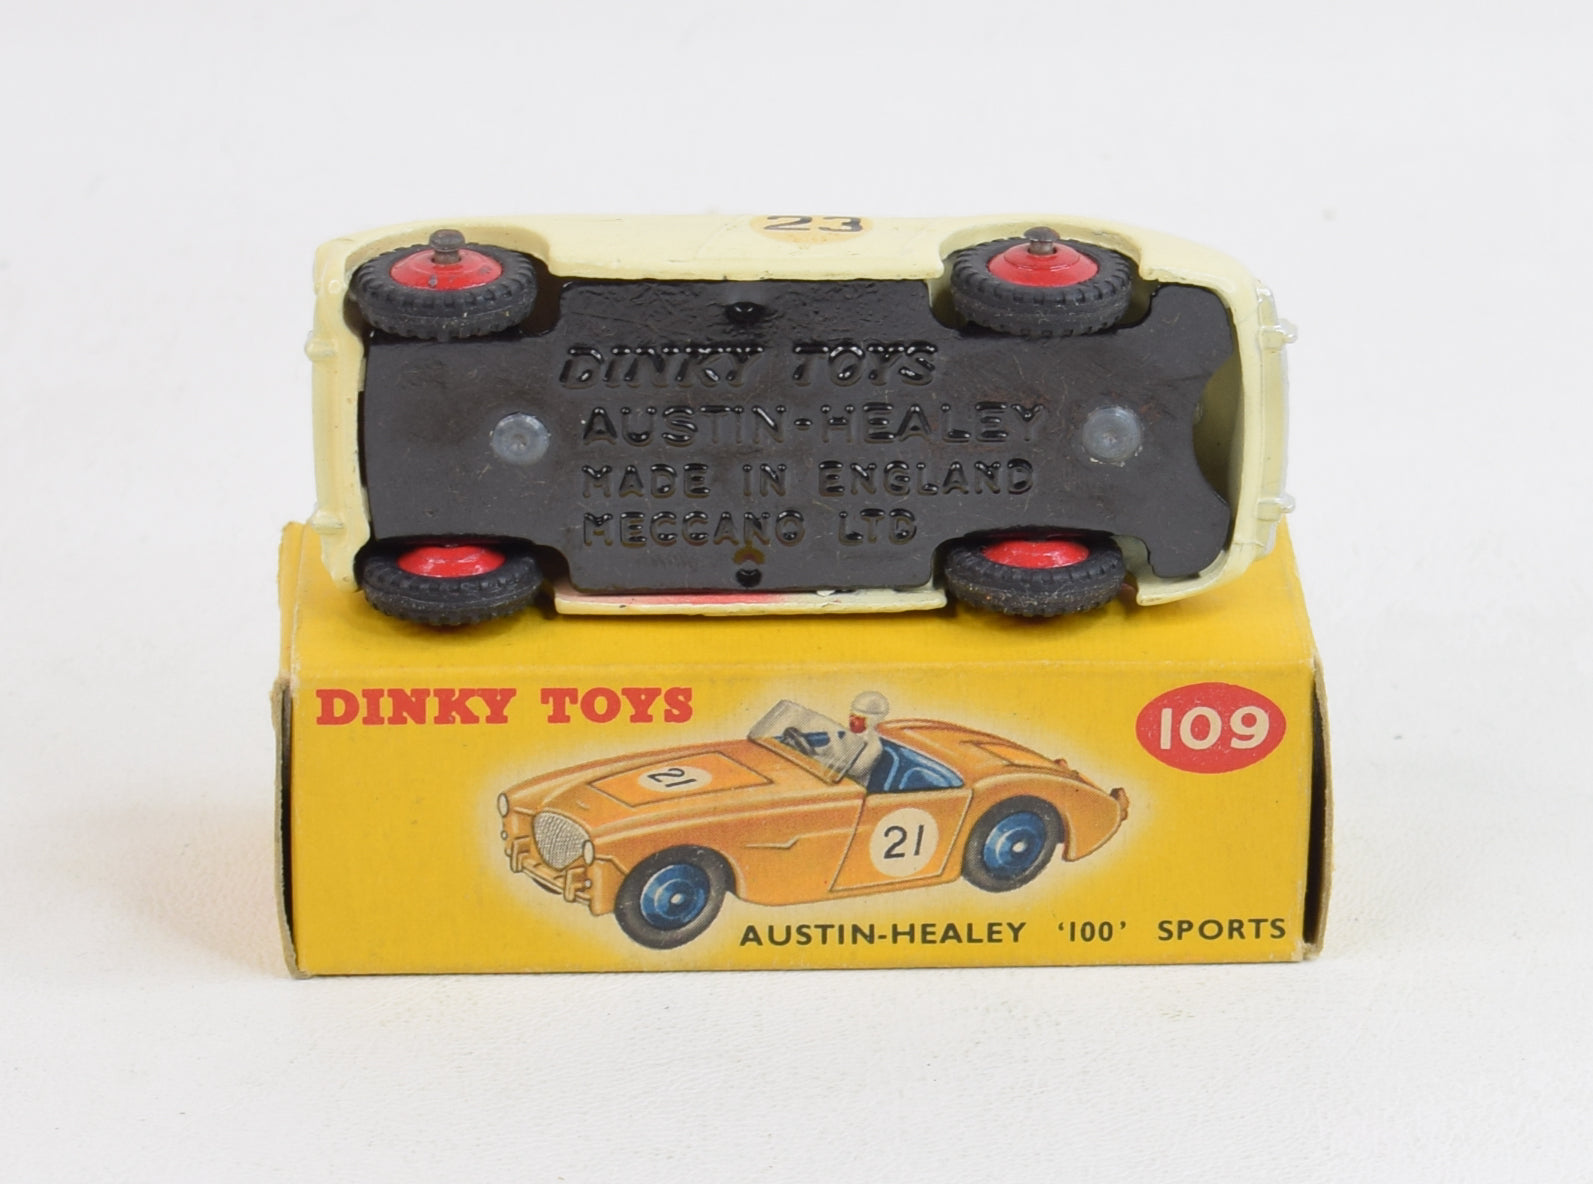 23
DINKY TOYS
AUSTIN-HEALEY
MADE IN ENGLAND
MECCANO LTD
DINKY TOYS
109
21
21
AUSTIN-HEALEY '100' SPORTS